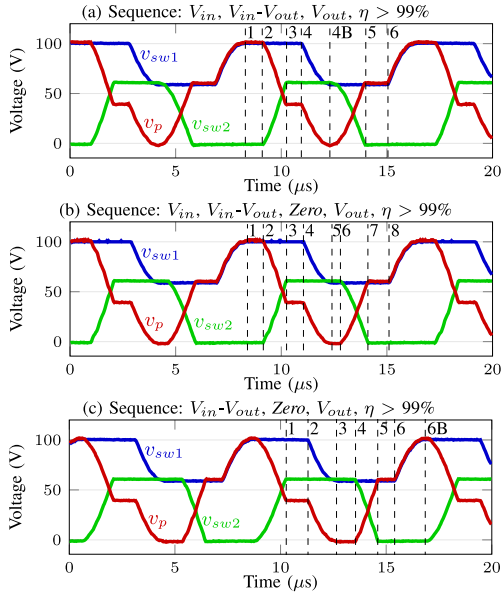 (a) Sequence: V_in, V_in-V_out, V_out, η > 99%
1 2 3 4 4B 5 6
100
50
0
Voltage (V)
v_sw1
v_p
v_sw2
0 5 10 15 20
Time (μs)
(b) Sequence: V_in, V_in-V_out, Zero, V_out, η > 99%
1 2 3 4 5 6 7 8
100
50
0
Voltage (V)
v_sw1
v_p
v_sw2
0 5 10 15 20
Time (μs)
(c) Sequence: V_in-V_out, Zero, V_out, η > 99%
1 2 3 4 5 6 6B
100
50
0
Voltage (V)
v_sw1
v_p
v_sw2
0 5 10 15 20
Time (μs)